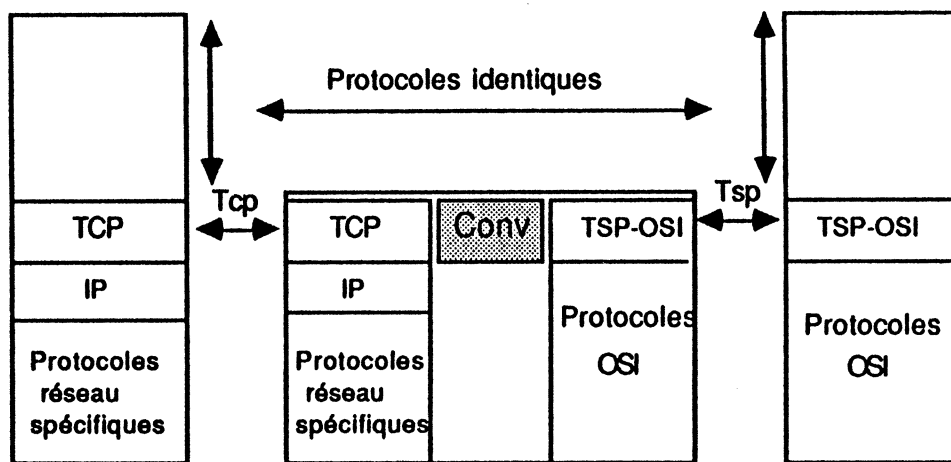 Protocoles identiques
Tcp
Tsp
TCP
IP
Protocoles
réseau
spécifiques
TCP
IP
Protocoles
réseau
spécifiques
Conv
TSP-OSI
Protocoles
OSI
TSP-OSI
Protocoles
OSI